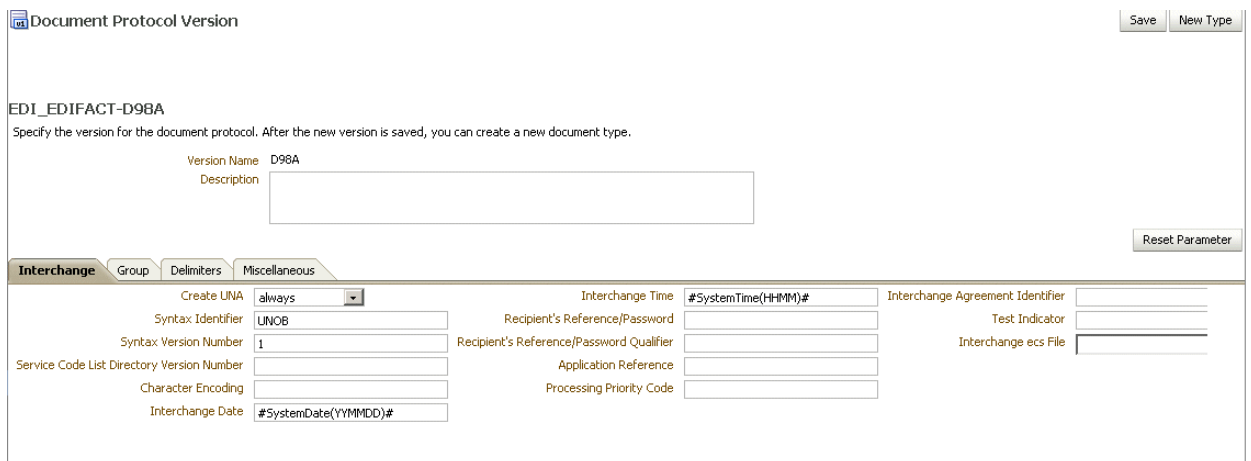 Document Protocol Version
Save
New Type
EDI_EDIFACT-D98A
Specify the version for the document protocol. After the new version is saved, you can create a new document type.
Version Name D98A
Description
Reset Parameter
Interchange Group Delimiters Miscellaneous
Create UNA always Interchange Time #SystemTime(HHMM)# Interchange Agreement Identifier
Syntax Identifier UNOB Recipient's Reference/Password Test Indicator
Syntax Version Number 1 Recipient's Reference/Password Qualifier Interchange ecs File
Service Code List Directory Version Number Application Reference
Character Encoding Processing Priority Code
Interchange Date #SystemDate(YYMMDD)#